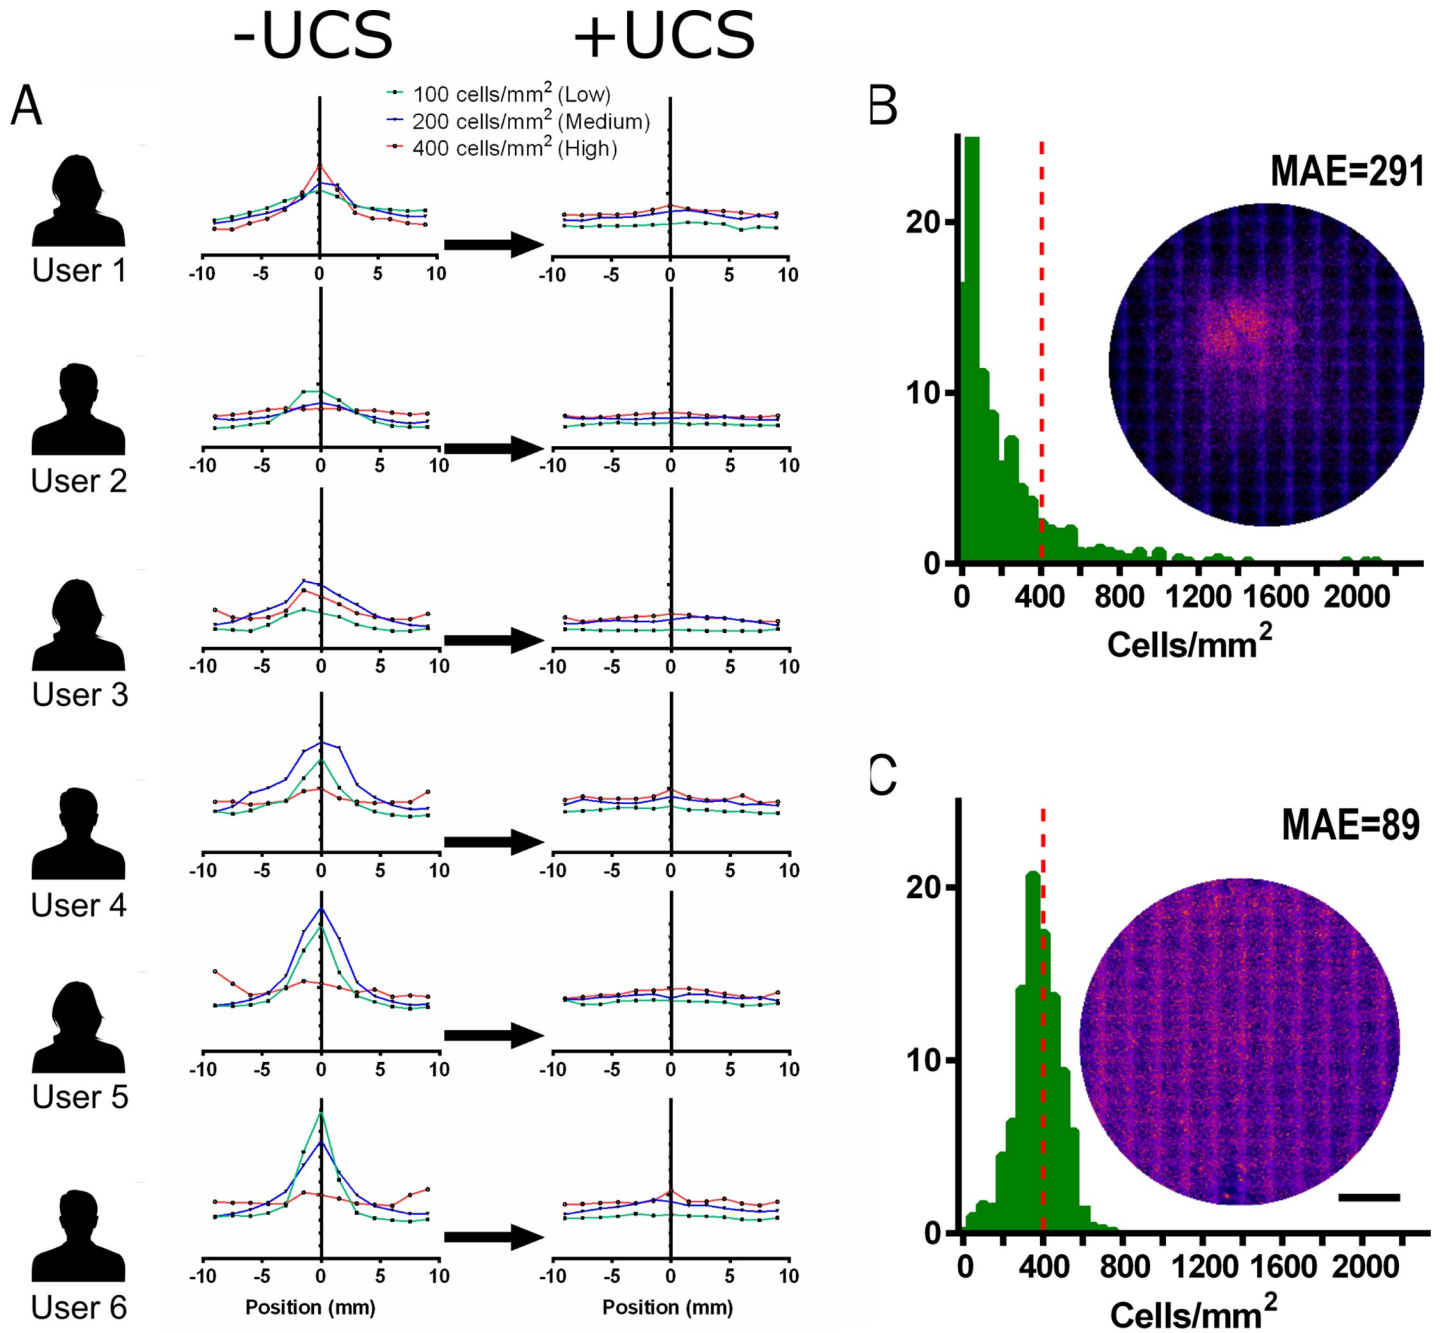 -UCS
+UCS
A
100 cells/mm² (Low)
200 cells/mm² (Medium)
400 cells/mm² (High)
User 1
-10 -5 0 5 10
-10 -5 0 5 10
User 2
-10 -5 0 5 10
-10 -5 0 5 10
User 3
-10 -5 0 5 10
-10 -5 0 5 10
User 4
-10 -5 0 5 10
-10 -5 0 5 10
User 5
-10 -5 0 5 10
-10 -5 0 5 10
User 6
-10 -5 0 5 10
-10 -5 0 5 10
Position (mm)
Position (mm)
B
MAE=291
20
10
0
0 400 800 1200 1600 2000
Cells/mm²
C
MAE=89
20
10
0
0 400 800 1200 1600 2000
Cells/mm²